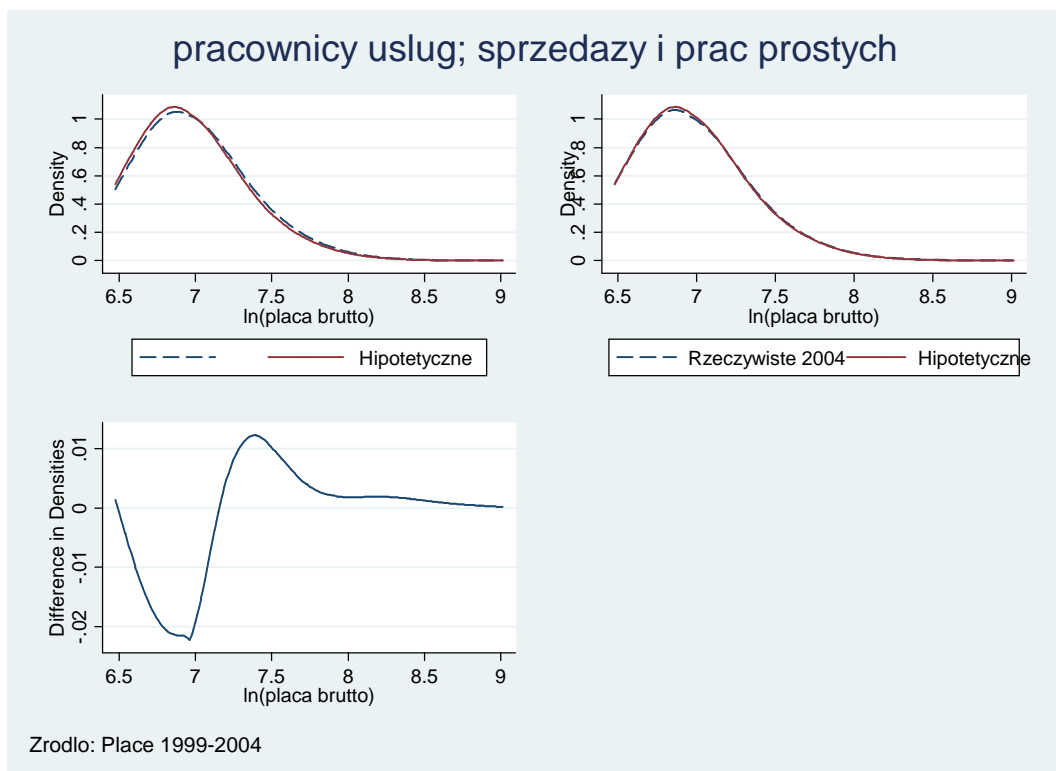 pracownicy uslug; sprzedazy i prac prostych
Density
0 .2 .4 .6 .8 1
6.5 7 7.5 8 8.5 9
ln(placa brutto)
Hipotetyczne
Density
0 .2 .4 .6 .8 1
6.5 7 7.5 8 8.5 9
ln(placa brutto)
Rzeczywiste 2004 Hipotetyczne
Difference in Densities
-.02 -.01 0 .01
6.5 7 7.5 8 8.5 9
ln(placa brutto)
Zrodlo: Place 1999-2004